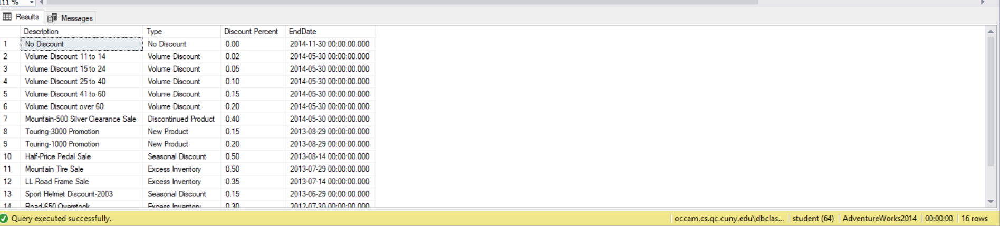 111 %
Results Messages
Description Type Discount Percent EndDate
1 No Discount No Discount 0.00 2014-11-30 00:00:00.000
2 Volume Discount 11 to 14 Volume Discount 0.02 2014-05-30 00:00:00.000
3 Volume Discount 15 to 24 Volume Discount 0.05 2014-05-30 00:00:00.000
4 Volume Discount 25 to 40 Volume Discount 0.10 2014-05-30 00:00:00.000
5 Volume Discount 41 to 60 Volume Discount 0.15 2014-05-30 00:00:00.000
6 Volume Discount over 60 Volume Discount 0.20 2014-05-30 00:00:00.000
7 Mountain-500 Silver Clearance Sale Discontinued Product 0.40 2014-05-30 00:00:00.000
8 Touring-3000 Promotion New Product 0.15 2013-08-29 00:00:00.000
9 Touring-1000 Promotion New Product 0.20 2013-08-29 00:00:00.000
10 Half-Price Pedal Sale Seasonal Discount 0.50 2013-08-14 00:00:00.000
11 Mountain Tire Sale Excess Inventory 0.50 2013-07-29 00:00:00.000
12 LL Road Frame Sale Excess Inventory 0.35 2013-07-14 00:00:00.000
13 Sport Helmet Discount-2003 Seasonal Discount 0.15 2013-06-29 00:00:00.000
14 Road-650 Overstock Excess Inventory 0.30 2012-07-30 00:00:00.000
Query executed successfully. occam.cs.qc.cuny.edu\dbclas... student (64) AdventureWorks2014 00:00:00 16 rows